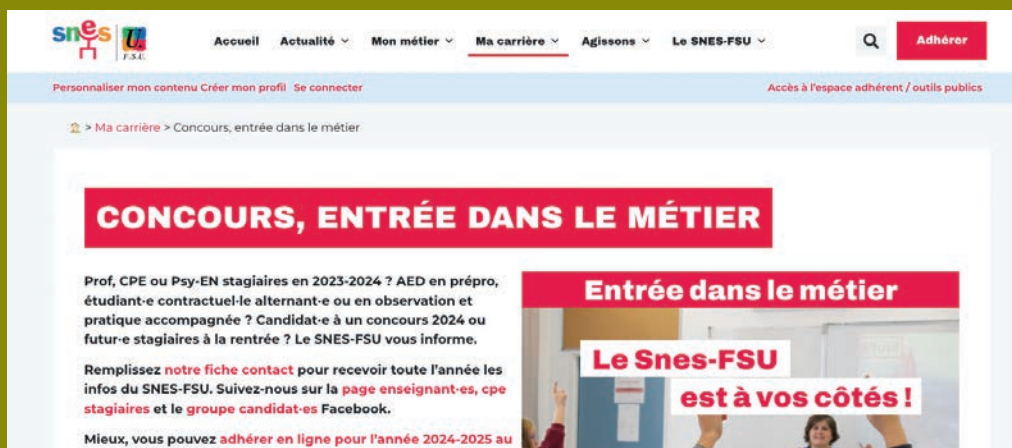 snes U. F.S.U. Accueil Actualité Mon métier Ma carrière Agissons Le SNES-FSU Adhérer
Personnaliser mon contenu Créer mon profil Se connecter Accès à l'espace adhérent / outils publics
> Ma carrière > Concours, entrée dans le métier
CONCOURS, ENTRÉE DANS LE MÉTIER
Prof, CPE ou Psy-EN stagiaires en 2023-2024 ? AED en prépro,
étudiant·e contractuel·le alternant·e ou en observation et
pratique accompagnée ? Candidat·e à un concours 2024 ou
futur·e stagiaires à la rentrée ? Le SNES-FSU vous informe.
Remplissez notre fiche contact pour recevoir toute l'année les
infos du SNES-FSU. Suivez-nous sur la page enseignant·es, cpe
stagiaires et le groupe candidat·es Facebook.
Mieux, vous pouvez adhérer en ligne pour l'année 2024-2025 au
Entrée dans le métier
Le Snes-FSU
est à vos côtés !